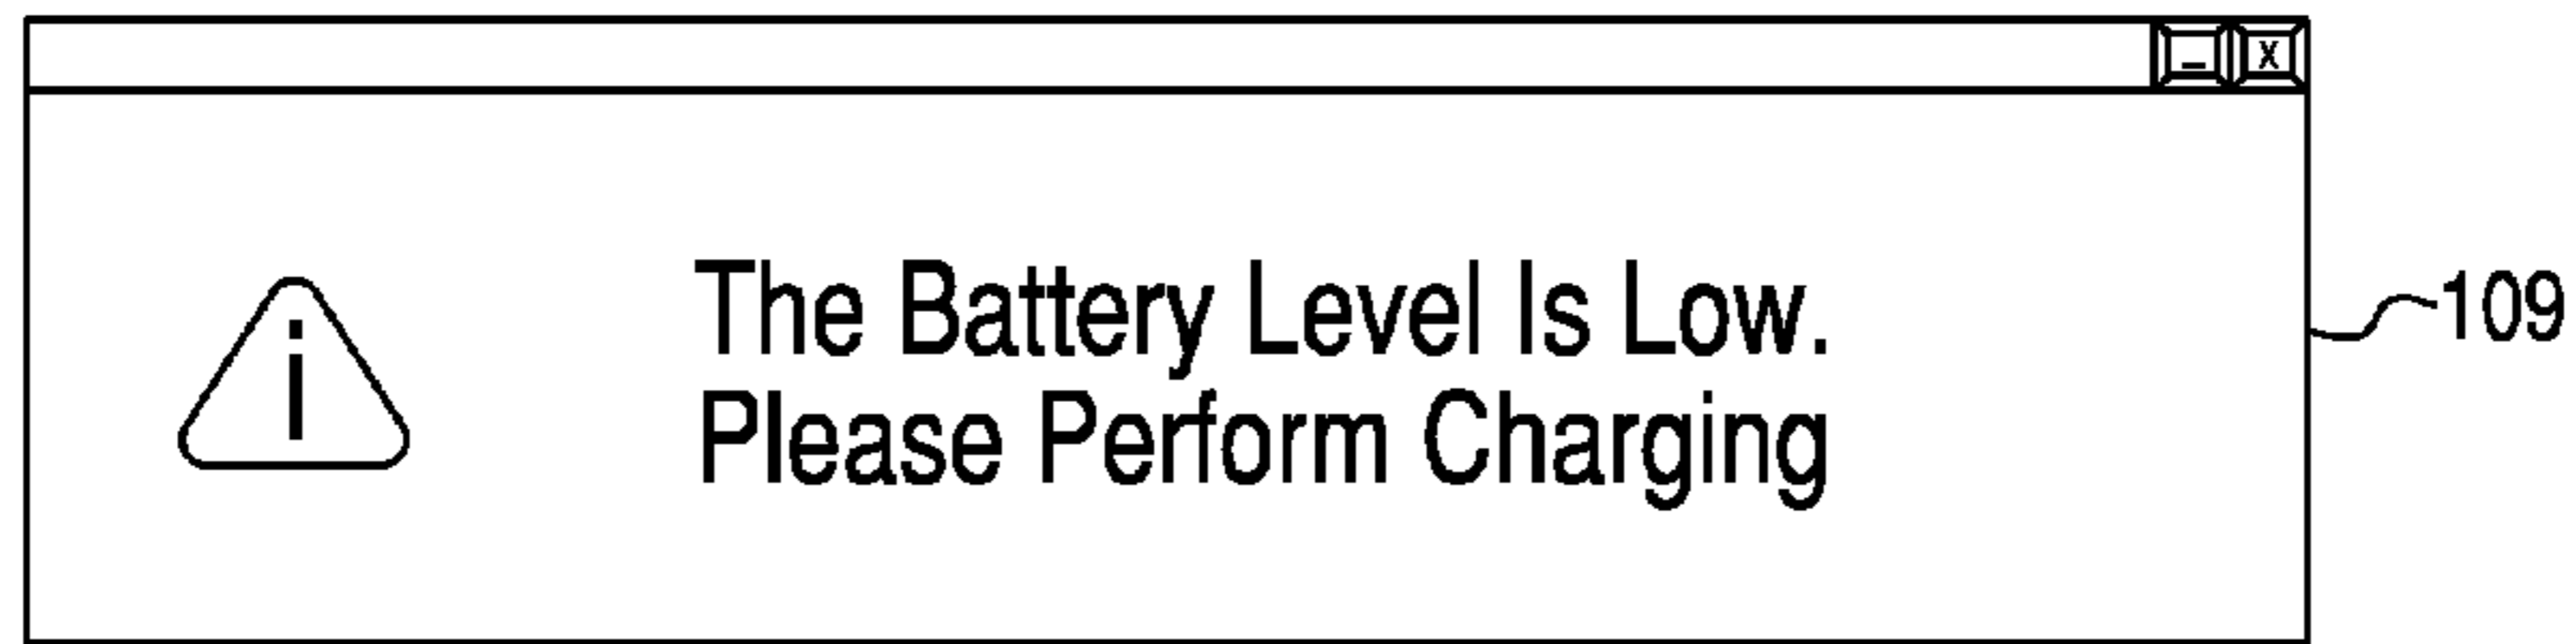 _ X
i
The Battery Level Is Low.
Please Perform Charging
109